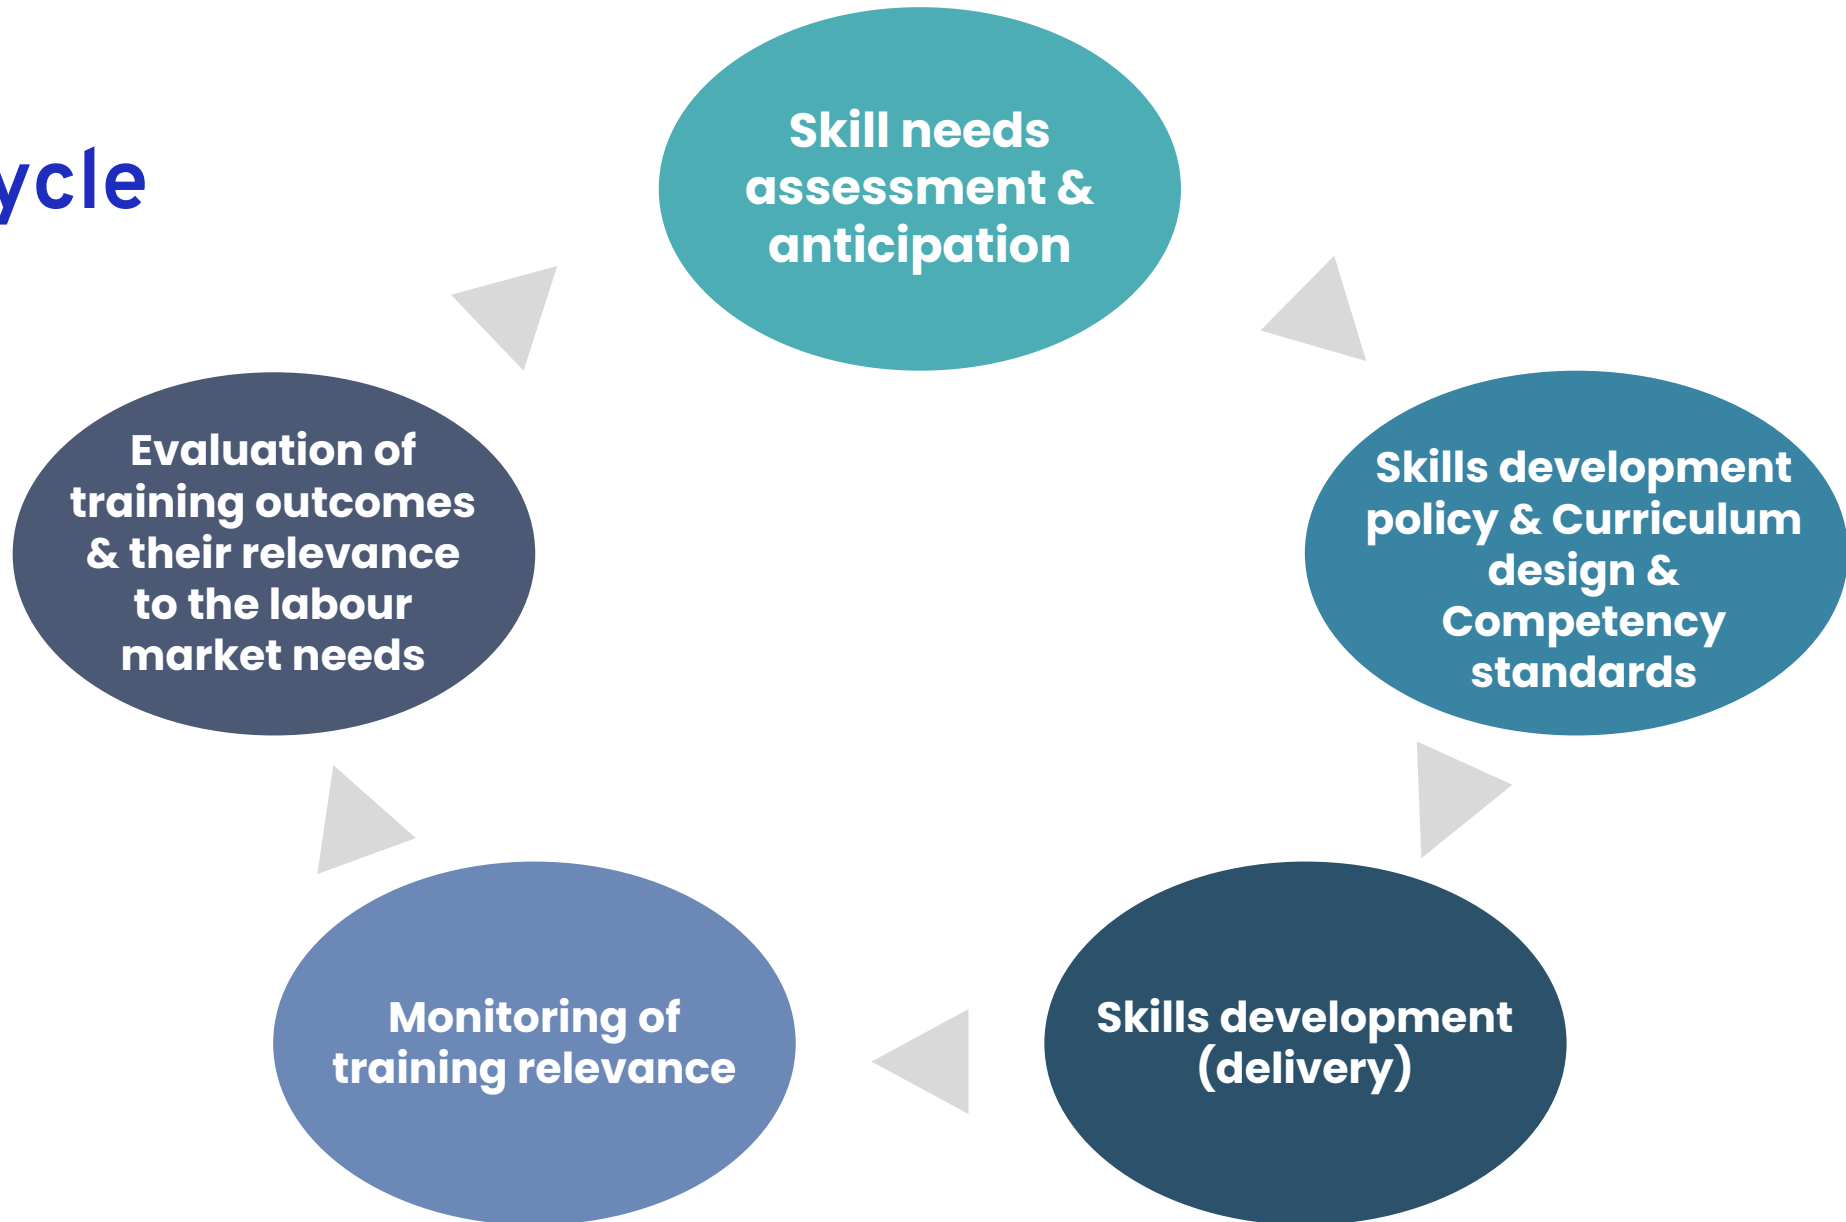 ycle
Skill needs
assessment &
anticipation
Skills development
policy & Curriculum
design &
Competency
standards
Skills development
(delivery)
Monitoring of
training relevance
Evaluation of
training outcomes
& their relevance
to the labour
market needs